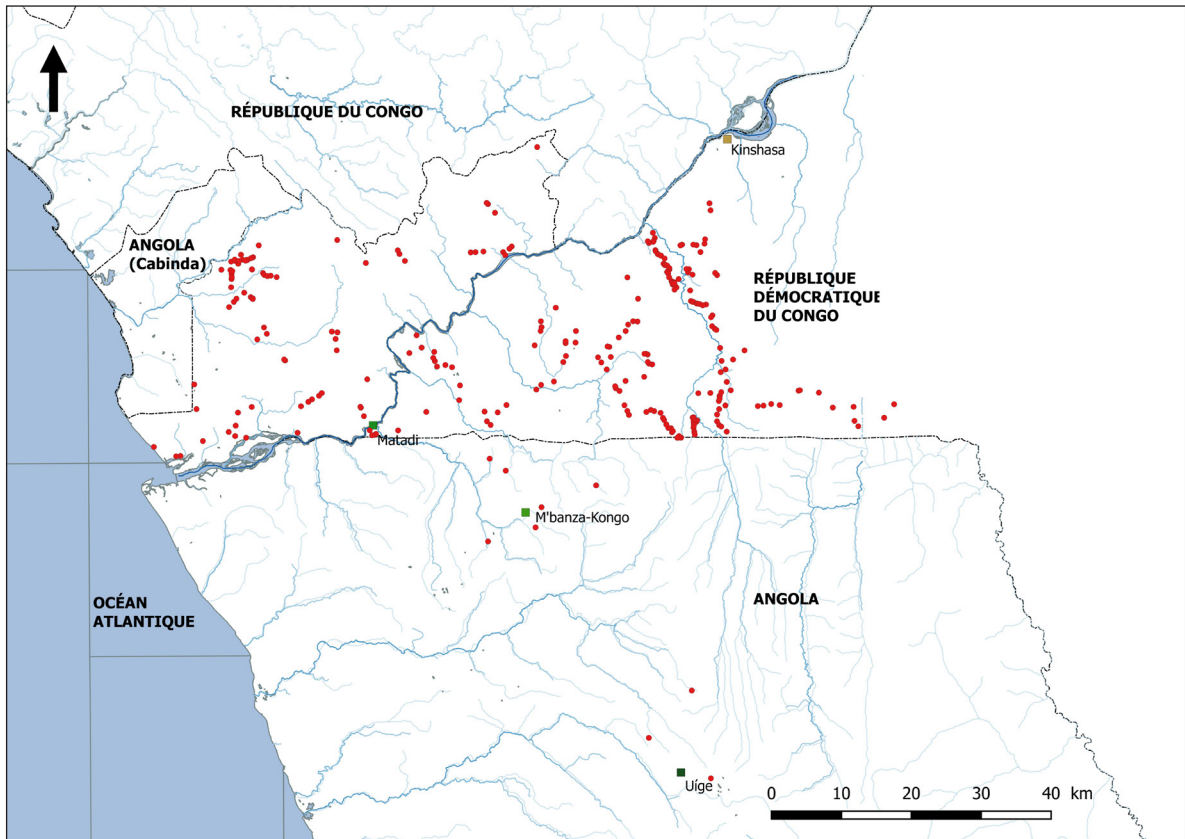 RÉPUBLIQUE DU CONGO
Kinshasa
ANGOLA
(Cabinda)
RÉPUBLIQUE
DÉMOCRATIQUE
DU CONGO
Matadi
M'banza-Kongo
OCÉAN
ATLANTIQUE
ANGOLA
Uíge
0 10 20 30 40 km